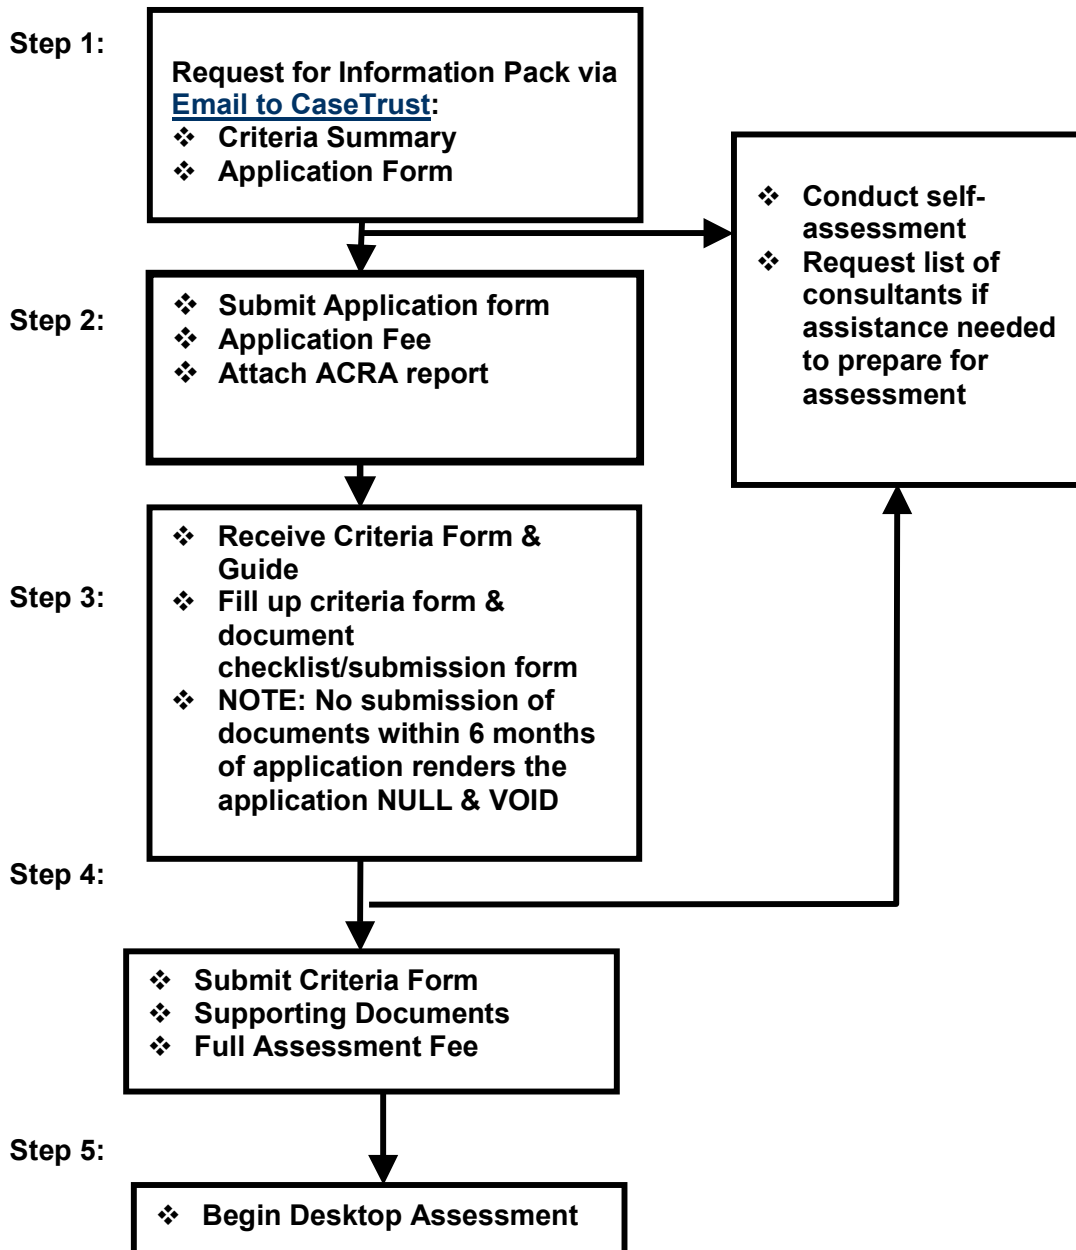 Step 1:
Request for Information Pack via
Email to CaseTrust:
❖ Criteria Summary
❖ Application Form
❖ Conduct self-
assessment
❖ Request list of
consultants if
assistance needed
to prepare for
assessment
Step 2:
❖ Submit Application form
❖ Application Fee
❖ Attach ACRA report
Step 3:
❖ Receive Criteria Form &
Guide
❖ Fill up criteria form &
document
checklist/submission form
❖ NOTE: No submission of
documents within 6 months
of application renders the
application NULL & VOID
Step 4:
❖ Submit Criteria Form
❖ Supporting Documents
❖ Full Assessment Fee
Step 5:
❖ Begin Desktop Assessment